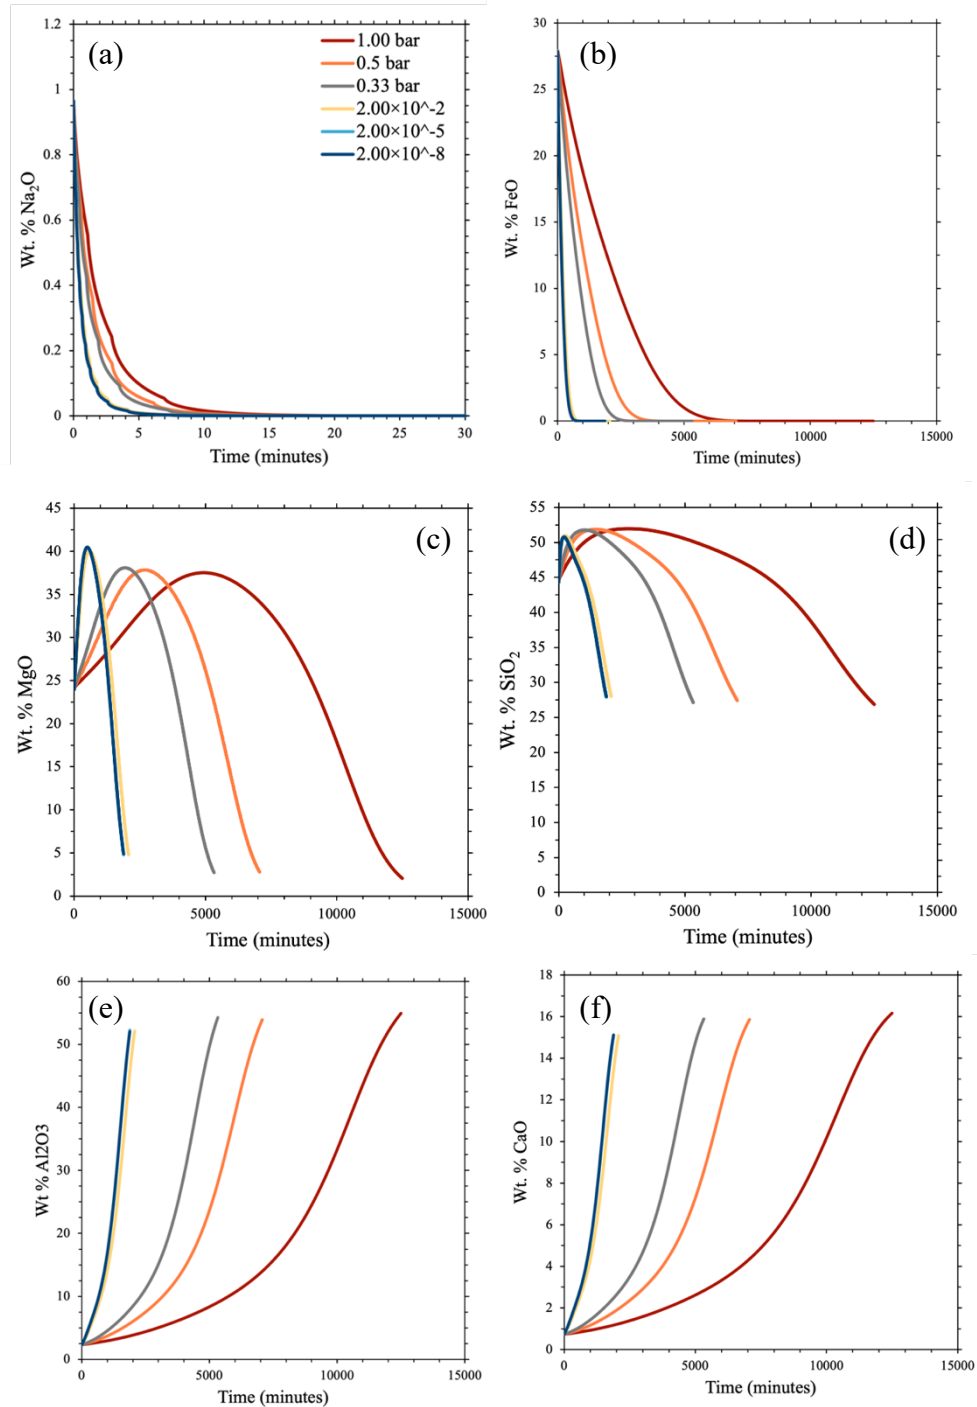 (a)
1.00 bar
0.5 bar
0.33 bar
2.00×10^-2
2.00×10^-5
2.00×10^-8
1.2
1
0.8
0.6
0.4
0.2
0
Wt. % Na₂O
0 5 10 15 20 25 30
Time (minutes)
(b)
30
25
20
15
10
5
0
Wt. % FeO
0 5000 10000 15000
Time (minutes)
(c)
45
40
35
30
25
20
15
10
5
0
Wt. % MgO
0 5000 10000 15000
Time (minutes)
(d)
55
50
45
40
35
30
25
20
15
10
5
0
Wt. % SiO₂
0 5000 10000 15000
Time (minutes)
(e)
60
50
40
30
20
10
0
Wt % Al2O3
0 5000 10000 15000
Time (minutes)
(f)
18
16
14
12
10
8
6
4
2
0
Wt. % CaO
0 5000 10000 15000
Time (minutes)